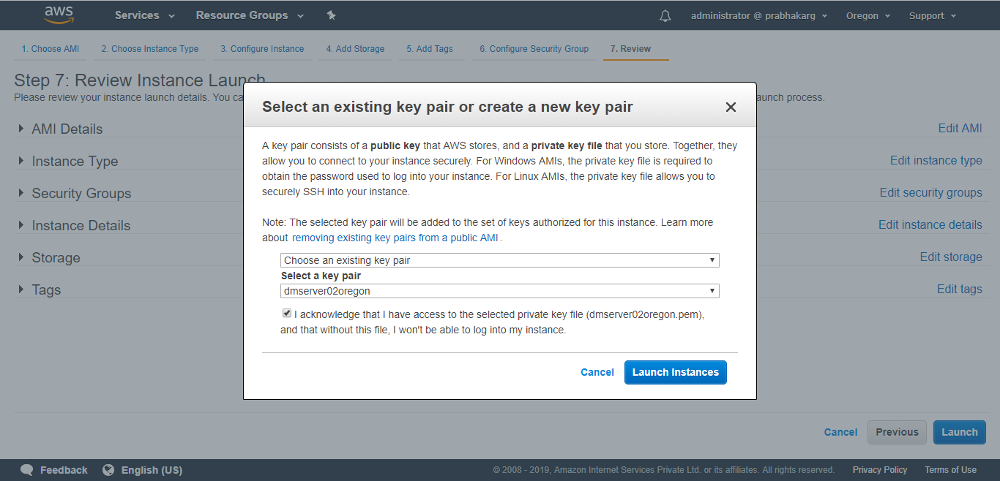 aws Services Resource Groups administrator @ prabhakarg Oregon Support
1. Choose AMI 2. Choose Instance Type 3. Configure Instance 4. Add Storage 5. Add Tags 6. Configure Security Group 7. Review
Step 7: Review Instance Launch
Please review your instance launch details. You ca
aunch process.
AMI Details Edit AMI
Instance Type Edit instance type
Security Groups Edit security groups
Instance Details Edit instance details
Storage Edit storage
Tags Edit tags
Select an existing key pair or create a new key pair
A key pair consists of a public key that AWS stores, and a private key file that you store. Together, they
allow you to connect to your instance securely. For Windows AMIs, the private key file is required to
obtain the password used to log into your instance. For Linux AMIs, the private key file allows you to
securely SSH into your instance.
Note: The selected key pair will be added to the set of keys authorized for this instance. Learn more
about removing existing key pairs from a public AMI.
Choose an existing key pair
Select a key pair
dmserver02oregon
I acknowledge that I have access to the selected private key file (dmserver02oregon.pem),
and that without this file, I won't be able to log into my instance.
Cancel Launch Instances
Cancel Previous Launch
Feedback English (US) © 2008 - 2019, Amazon Internet Services Private Ltd. or its affiliates. All rights reserved. Privacy Policy Terms of Use